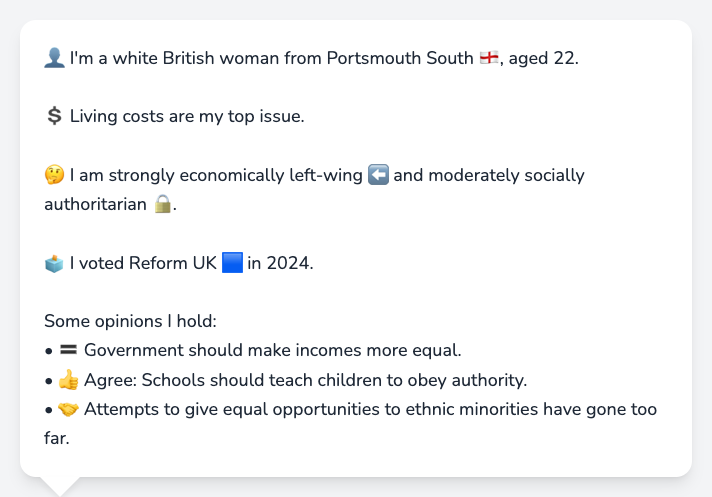 👤 I'm a white British woman from Portsmouth South 🏴󠁧󠁢󠁥󠁮󠁧󠁿, aged 22.
💲 Living costs are my top issue.
🤔 I am strongly economically left-wing ⬅️ and moderately socially
authoritarian 🔒.
🗳️ I voted Reform UK 🟦 in 2024.
Some opinions I hold:
• 🟰 Government should make incomes more equal.
• 👍 Agree: Schools should teach children to obey authority.
• 🤝 Attempts to give equal opportunities to ethnic minorities have gone too
far.